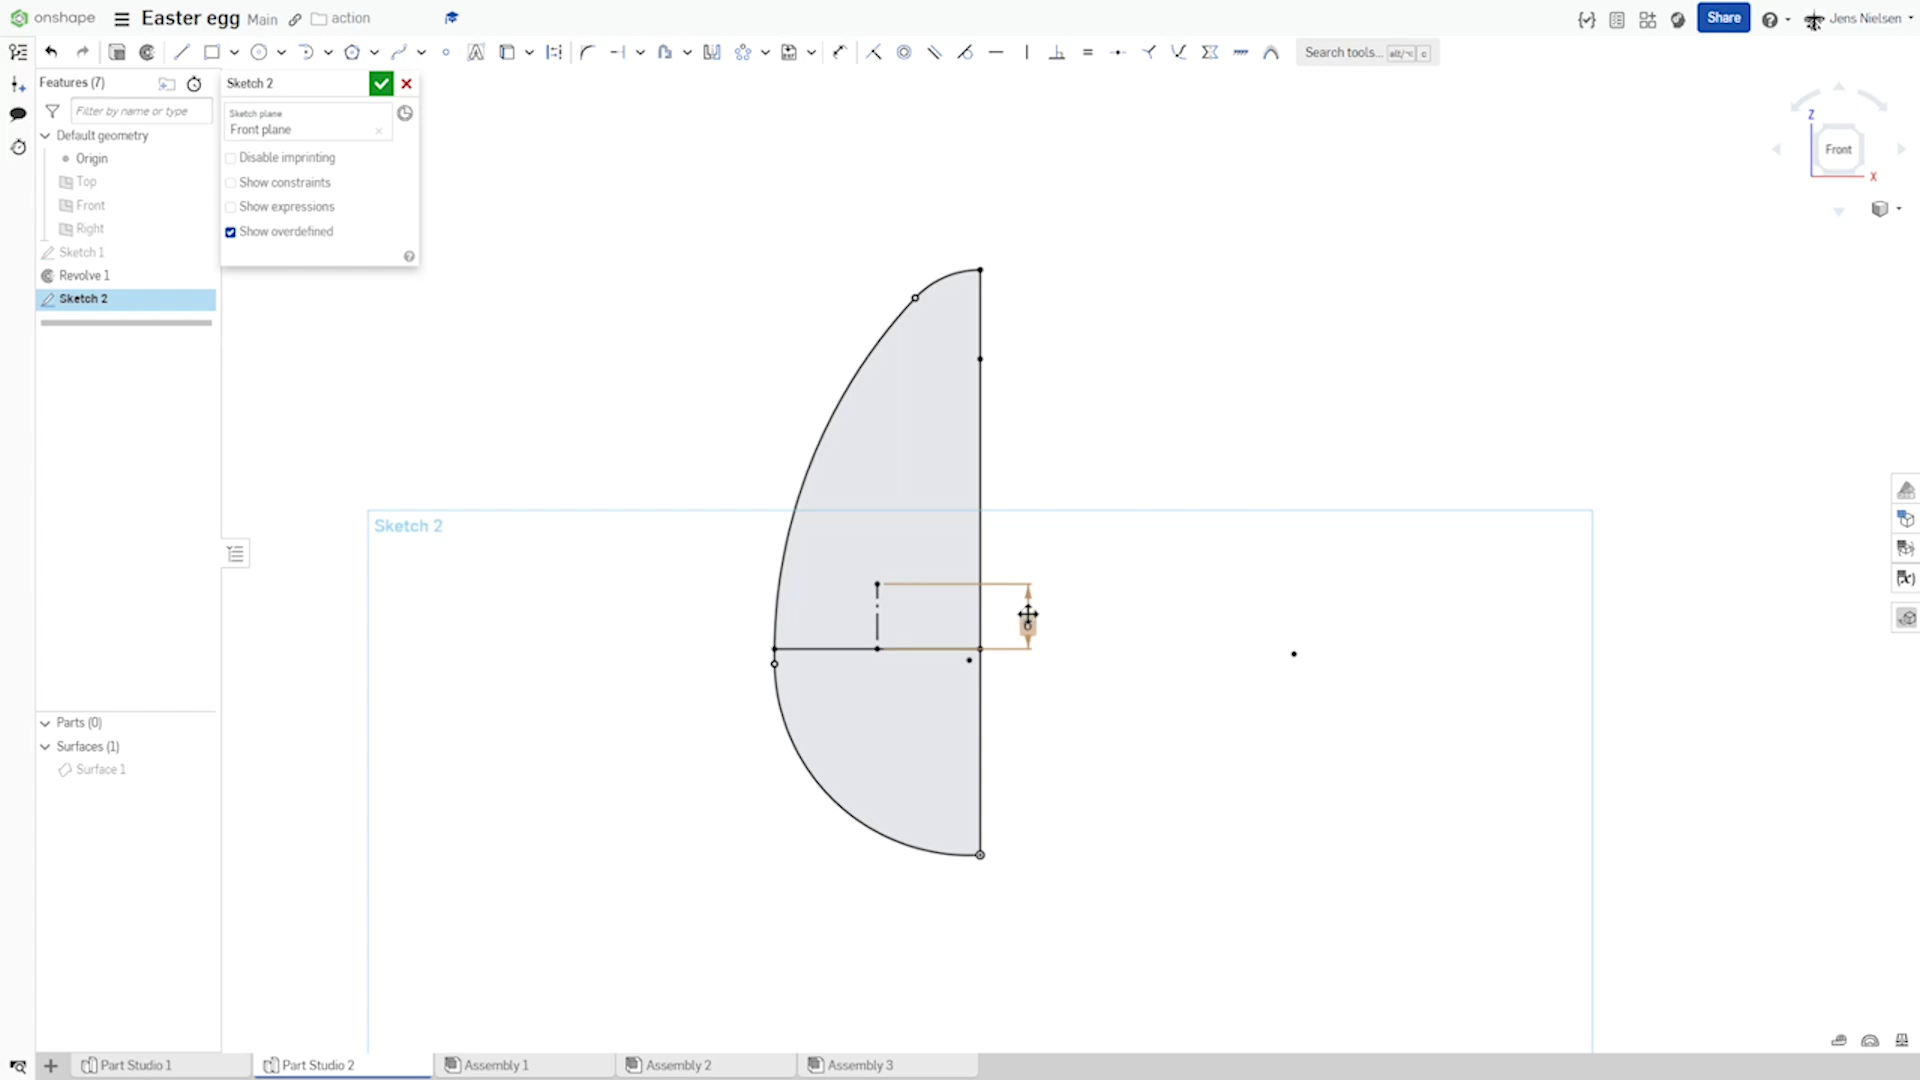 onshape Easter egg Main action Share Jens Nielsen
Search tools... alt/⌥ c
Features (7)
Filter by name or type
Default geometry
Origin
Top
Front
Right
Sketch 1
Revolve 1
Sketch 2
Sketch 2
Sketch plane
Front plane
Disable imprinting
Show constraints
Show expressions
Show overdefined
Z
Front
X
Sketch 2
Parts (0)
Surfaces (1)
Surface 1
Part Studio 1 Part Studio 2 Assembly 1 Assembly 2 Assembly 3